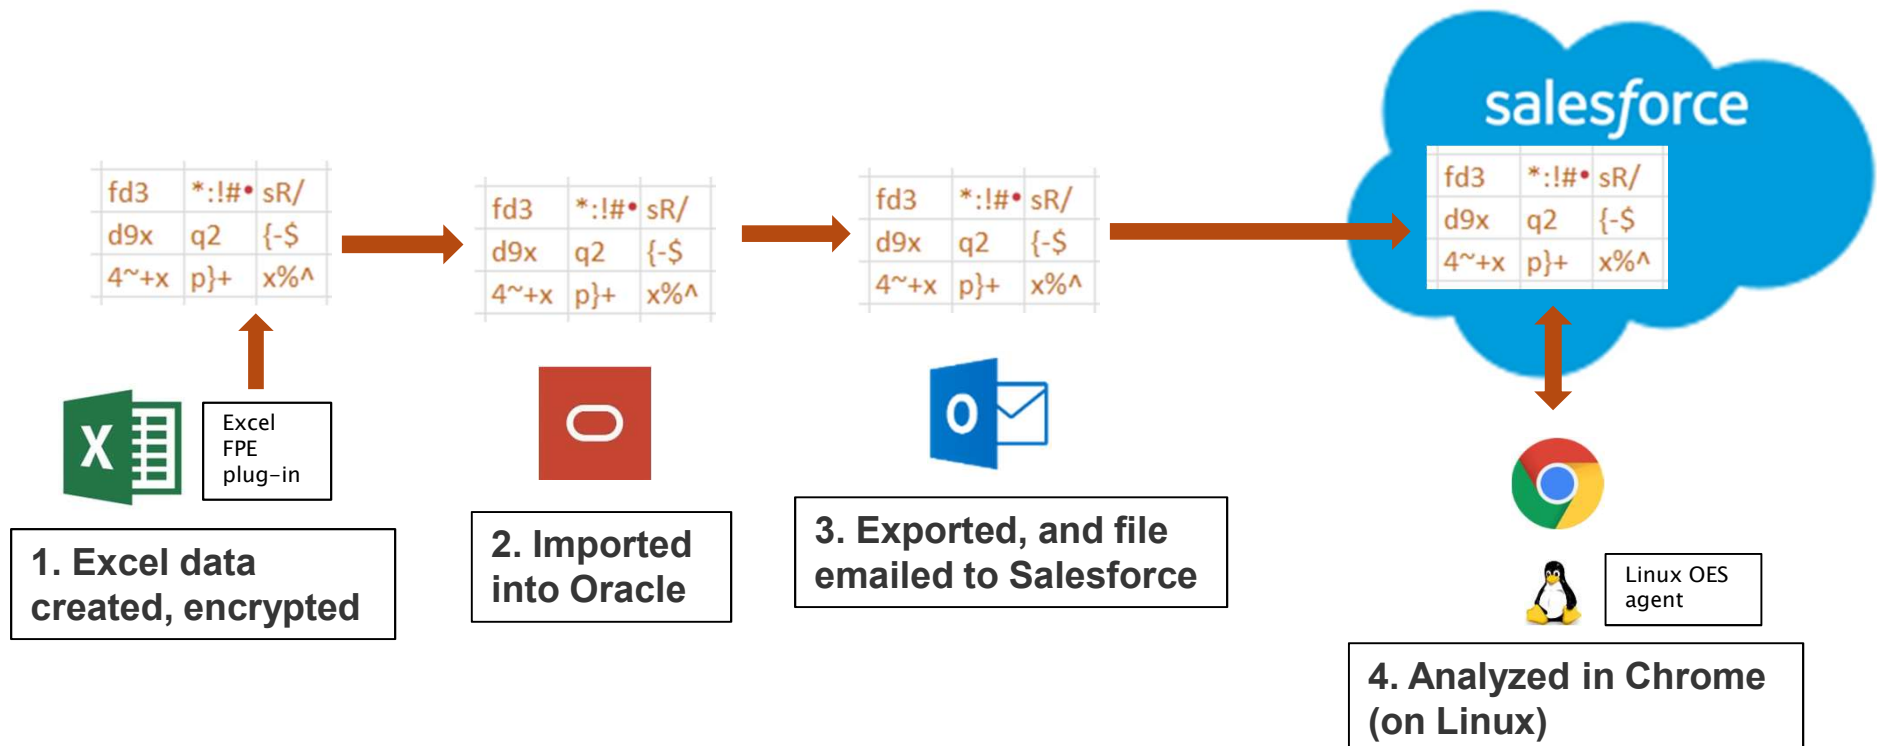 salesforce
fd3 *:!#• sR/
d9x q2 {-$
4~+x p}+ x%^
fd3 *:!#• sR/
d9x q2 {-$
4~+x p}+ x%^
fd3 *:!#• sR/
d9x q2 {-$
4~+x p}+ x%^
fd3 *:!#• sR/
d9x q2 {-$
4~+x p}+ x%^
X
Excel
FPE
plug-in
O
1. Excel data
created, encrypted
2. Imported
into Oracle
3. Exported, and file
emailed to Salesforce
Linux OES
agent
4. Analyzed in Chrome
(on Linux)